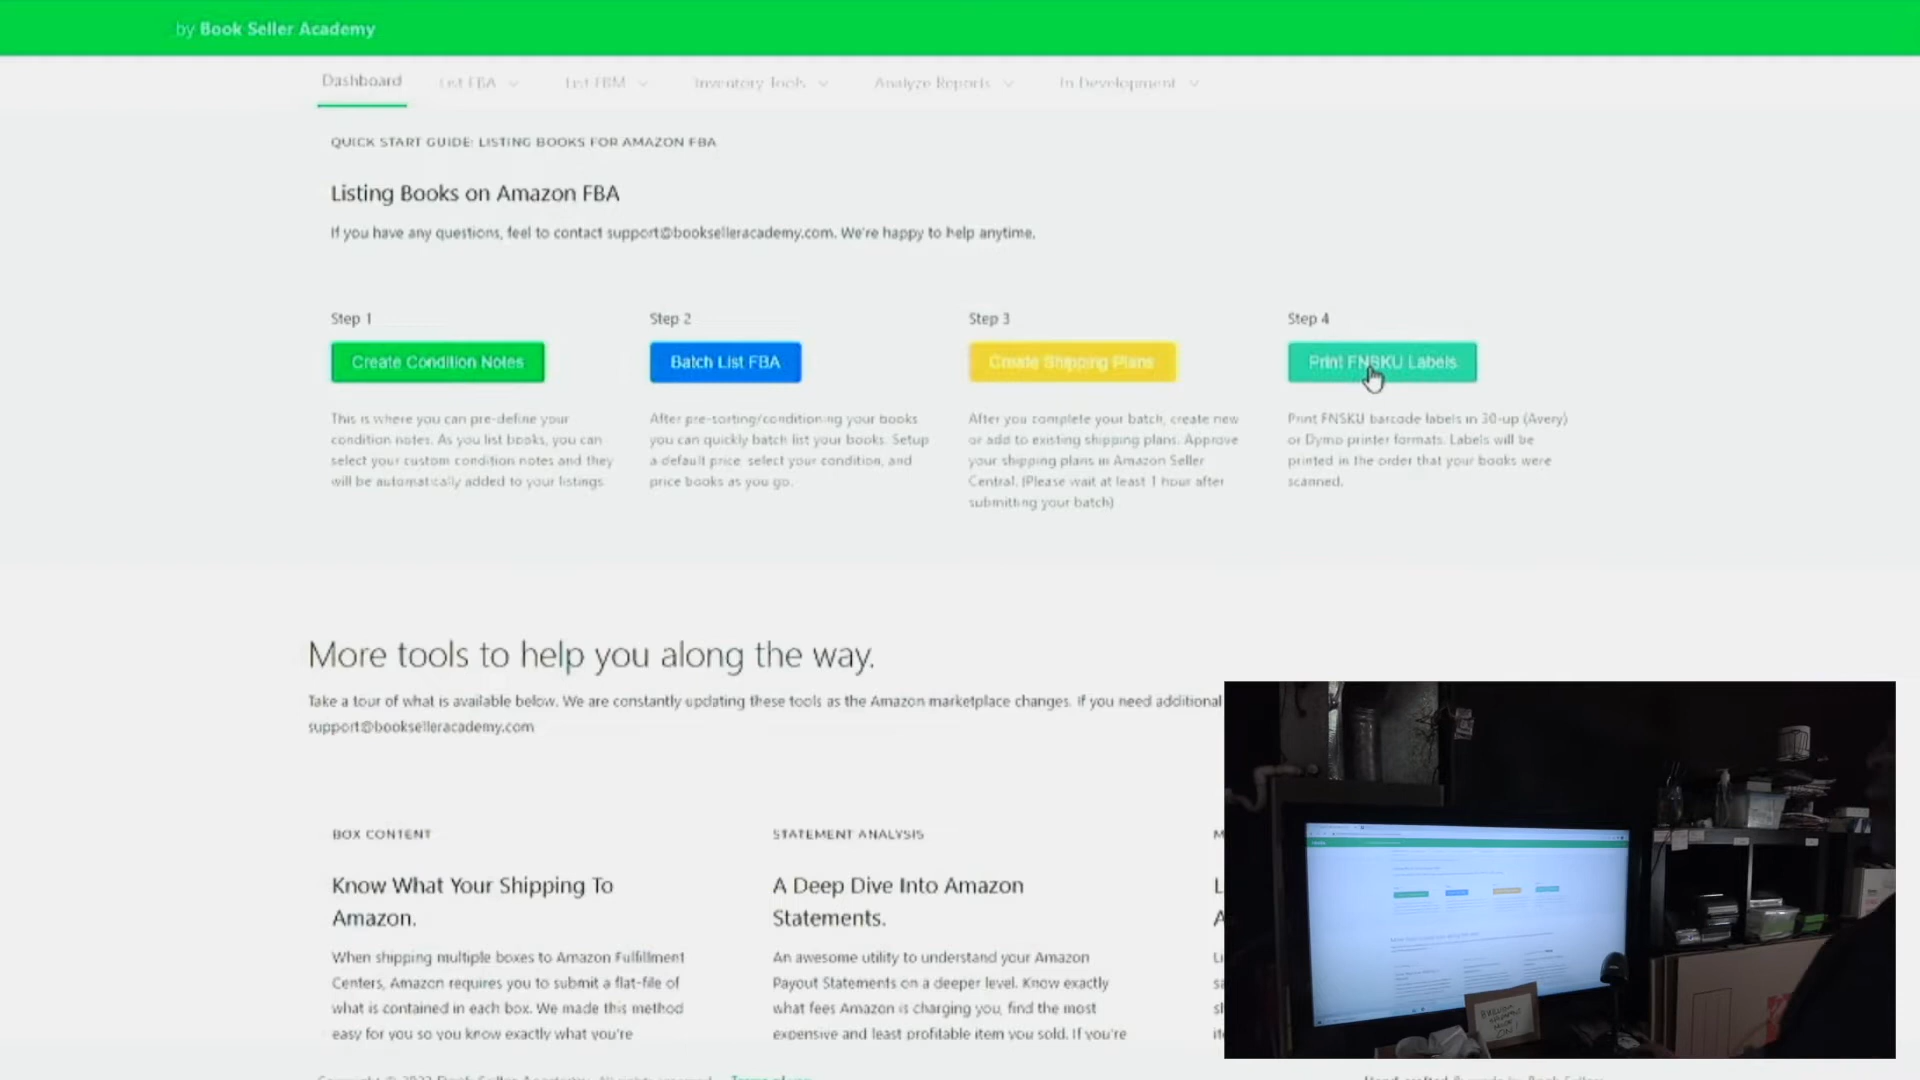 by Book Seller Academy
Dashboard List FBA List FBM Inventory Tools Analyze Reports In Development
QUICK START GUIDE: LISTING BOOKS FOR AMAZON FBA
Listing Books on Amazon FBA
If you have any questions, feel to contact support@bookselleracademy.com. We're happy to help anytime.
Step 1
Create Condition Notes
This is where you can pre-define your
condition notes. As you list books, you can
select your custom condition notes and they
will be automatically added to your listings
Step 2
Batch List FBA
After pre-sorting/conditioning your books
you can quickly batch list your books. Setup
a default price select your condition, and
price books as you go.
Step 3
Create Shipping Plans
After you complete your batch, create new
or add to existing shipping plans. Approve
your shipping plans in Amazon Seller
Central. (Please wait at least 1 hour after
submitting your batch)
Step 4
Print FNSKU Labels
Print FNSKU barcode labels in 30-up (Avery)
or Dymo printer formats. Labels will be
printed in the order that your books were
scanned.
More tools to help you along the way.
Take a tour of what is available below. We are constantly updating these tools as the Amazon marketplace changes. If you need additional
support@bookselleracademy.com
BOX CONTENT
Know What Your Shipping To
Amazon.
When shipping multiple boxes to Amazon Fulfillment
Centers, Amazon requires you to submit a flat-file of
what is contained in each box. We made this method
easy for you so you know exactly what you're
STATEMENT ANALYSIS
A Deep Dive Into Amazon
Statements.
An awesome utility to understand your Amazon
Payout Statements on a deeper level. Know exactly
what fees Amazon is charging you, find the most
expensive and least profitable item you sold. If you're